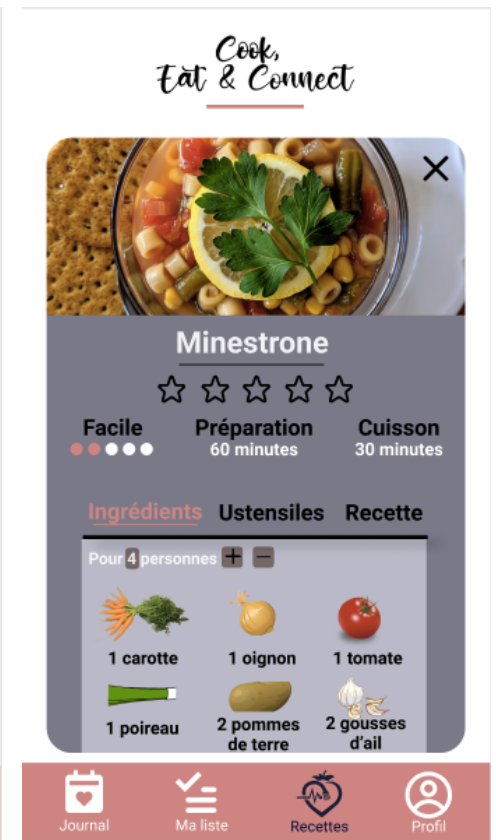 Cook,
Eat & Connect
Minestrone
Facile Préparation Cuisson
60 minutes 30 minutes
Ingrédients Ustensiles Recette
Pour 4 personnes + -
1 carotte 1 oignon 1 tomate
1 poireau 2 pommes 2 gousses
de terre d'ail
Journal Ma liste Recettes Profil